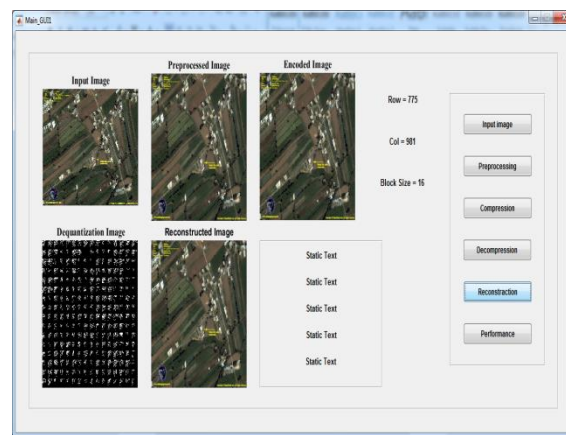 Main_GUI1
Input Image
Preprocessed Image
Encoded Image
Row = 775
Col = 981
Block Size = 16
Dequantization Image
Reconstructed Image
Static Text
Static Text
Static Text
Static Text
Static Text
Input image
Preprocessing
Compression
Decompression
Reconstraction
Performance